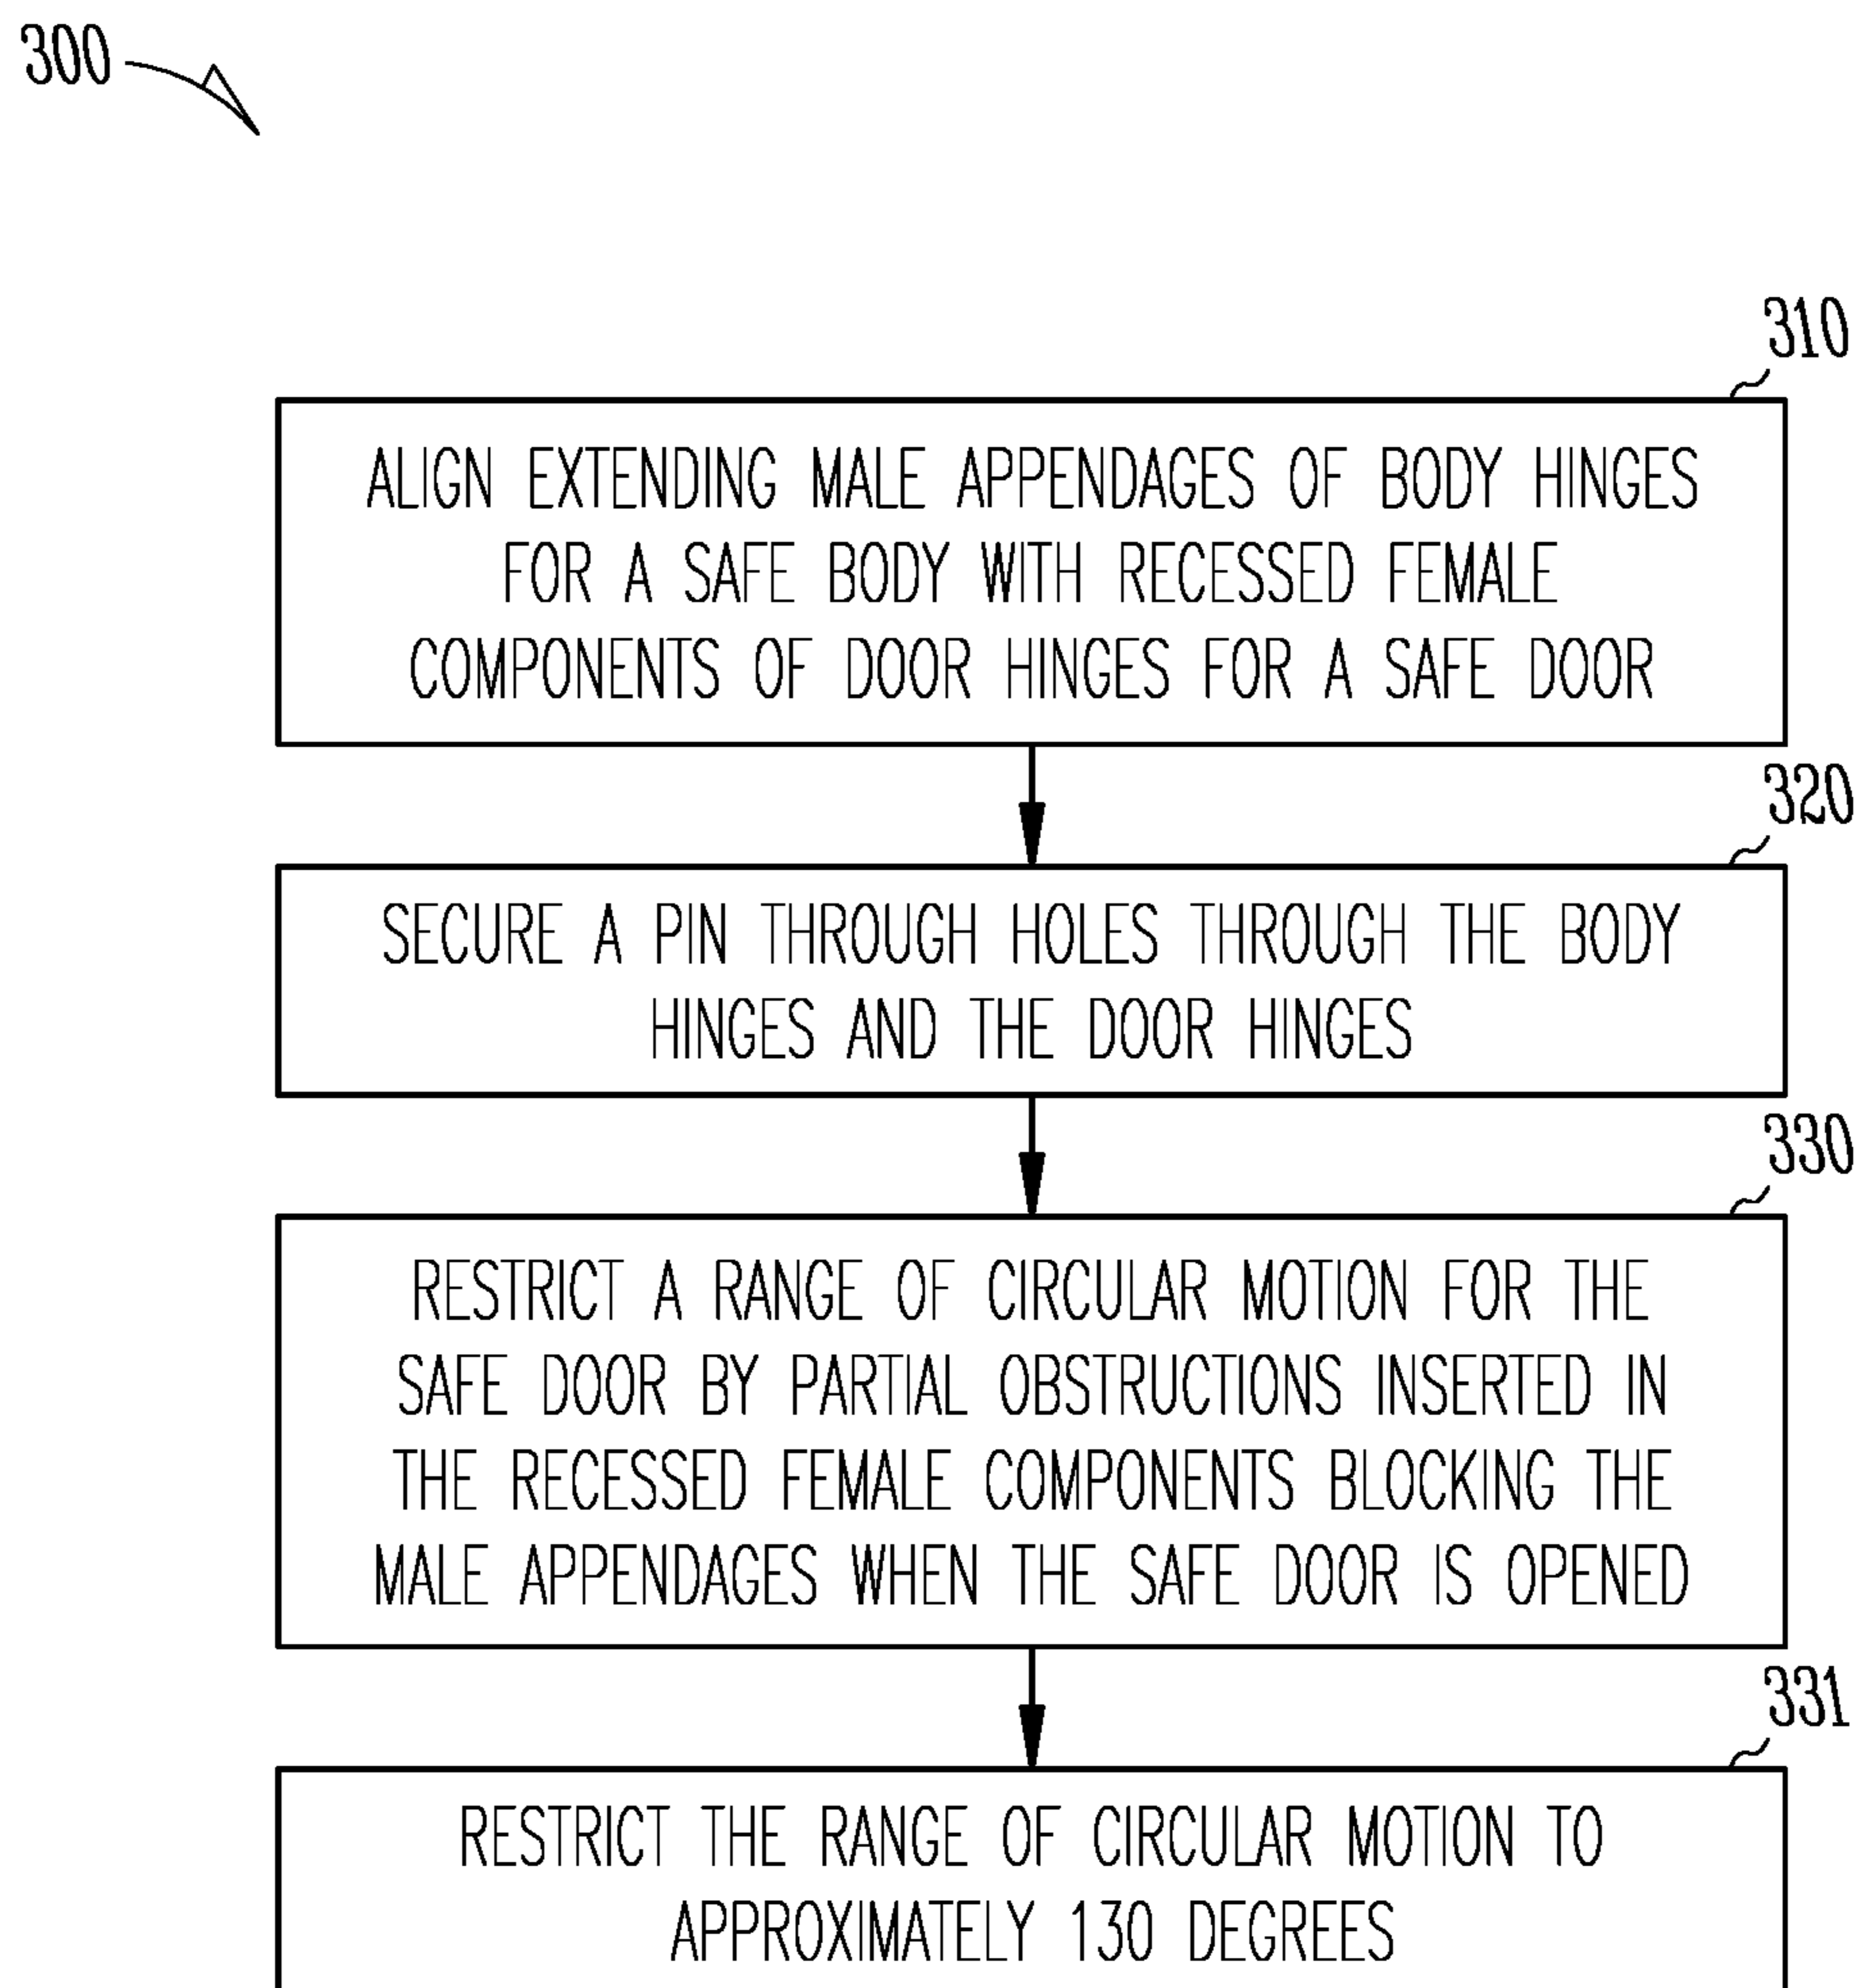 300
310
ALIGN EXTENDING MALE APPENDAGES OF BODY HINGES
FOR A SAFE BODY WITH RECESSED FEMALE
COMPONENTS OF DOOR HINGES FOR A SAFE DOOR
320
SECURE A PIN THROUGH HOLES THROUGH THE BODY
HINGES AND THE DOOR HINGES
330
RESTRICT A RANGE OF CIRCULAR MOTION FOR THE
SAFE DOOR BY PARTIAL OBSTRUCTIONS INSERTED IN
THE RECESSED FEMALE COMPONENTS BLOCKING THE
MALE APPENDAGES WHEN THE SAFE DOOR IS OPENED
331
RESTRICT THE RANGE OF CIRCULAR MOTION TO
APPROXIMATELY 130 DEGREES